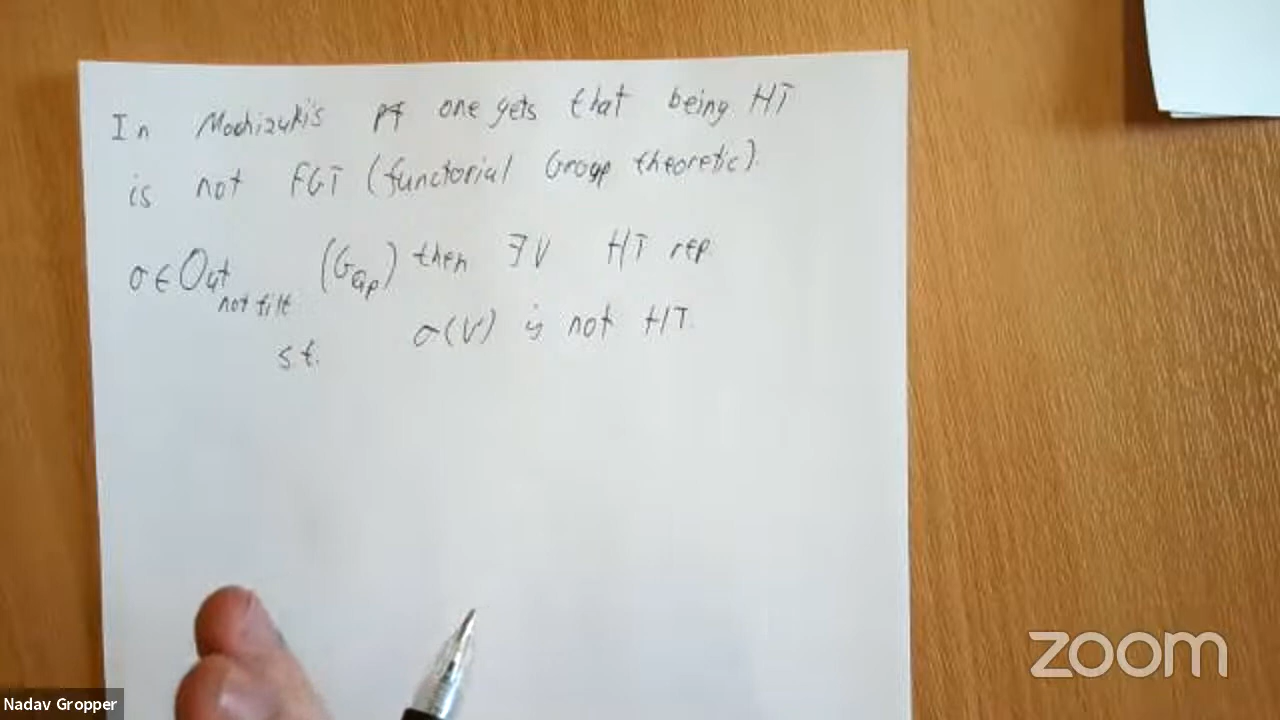 In Mochizuki's pf one gets that being HT
is not FGT (functorial Group theoretic).
σ ∈ Out not filt (G_Qp) then ∃V HT rep
s.t. σ(V) is not HT.
zoom
Nadav Gropper